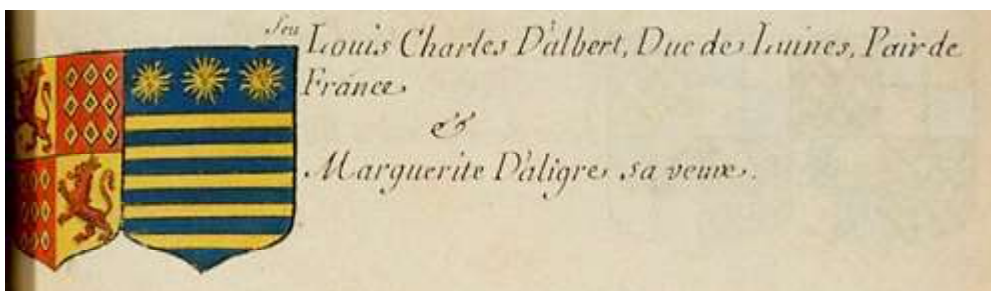 feu Louis Charles D'albert, Duc de Luines, Pair de
France.
&
Marguerite D'aligre, sa veuve.